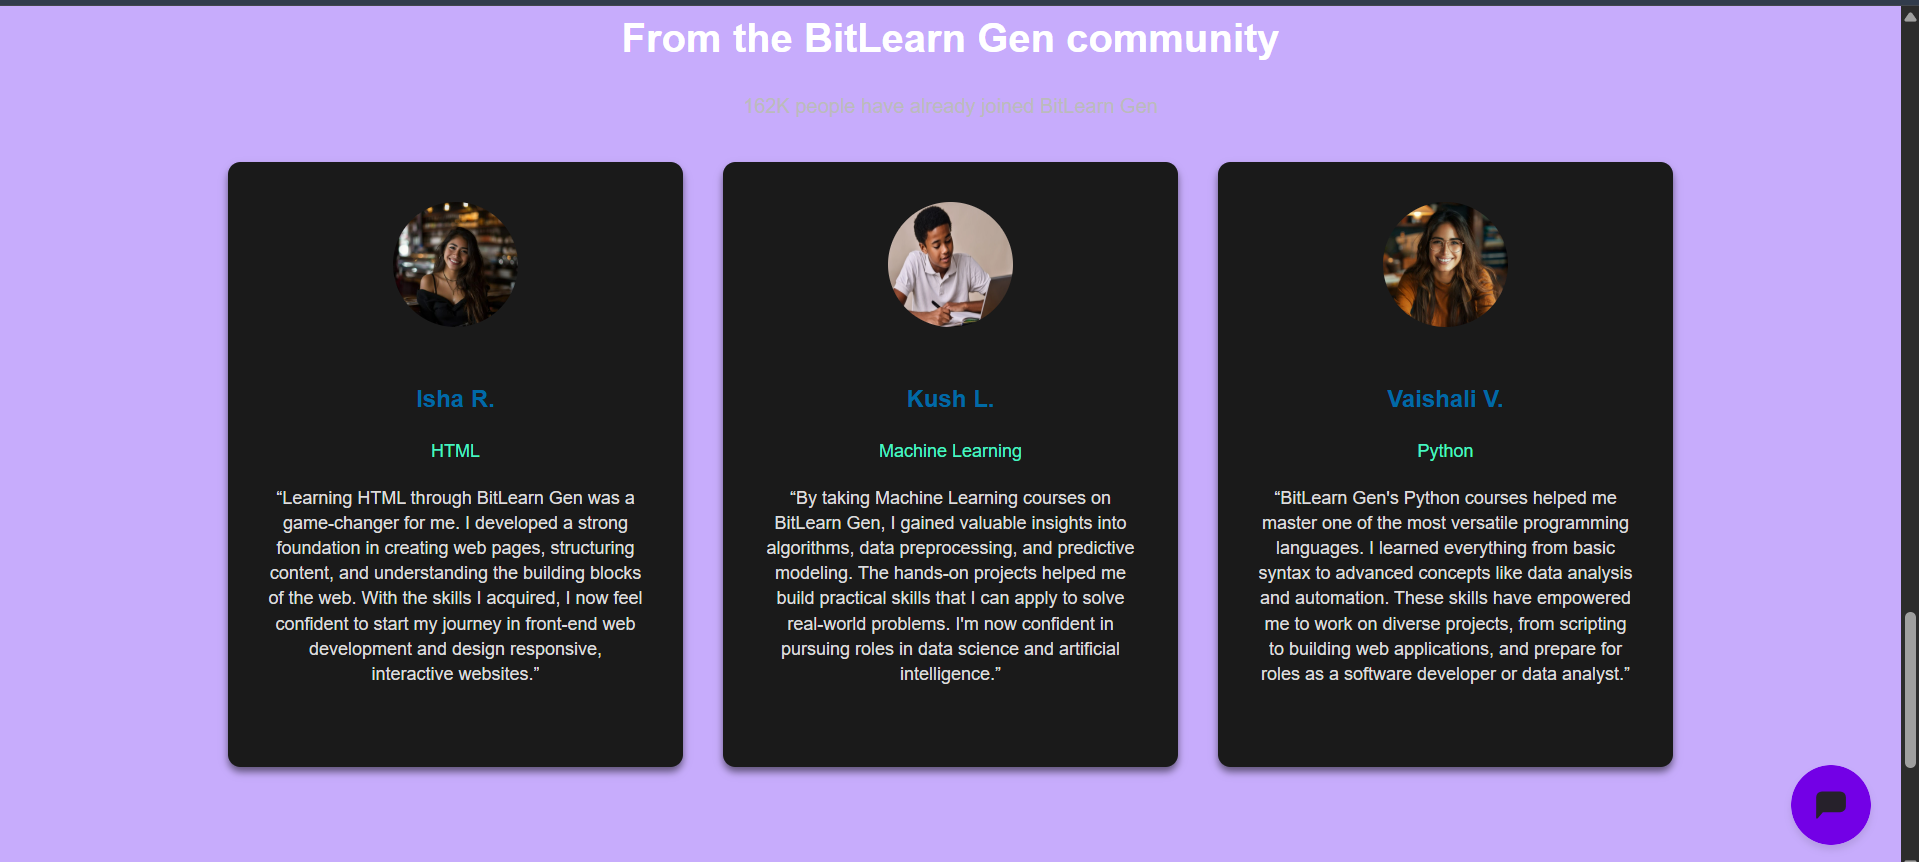 From the BitLearn Gen community
162K people have already joined BitLearn Gen
Isha R.
HTML
“Learning HTML through BitLearn Gen was a
game-changer for me. I developed a strong
foundation in creating web pages, structuring
content, and understanding the building blocks
of the web. With the skills I acquired, I now feel
confident to start my journey in front-end web
development and design responsive,
interactive websites.”
Kush L.
Machine Learning
“By taking Machine Learning courses on
BitLearn Gen, I gained valuable insights into
algorithms, data preprocessing, and predictive
modeling. The hands-on projects helped me
build practical skills that I can apply to solve
real-world problems. I'm now confident in
pursuing roles in data science and artificial
intelligence.”
Vaishali V.
Python
“BitLearn Gen's Python courses helped me
master one of the most versatile programming
languages. I learned everything from basic
syntax to advanced concepts like data analysis
and automation. These skills have empowered
me to work on diverse projects, from scripting
to building web applications, and prepare for
roles as a software developer or data analyst.”